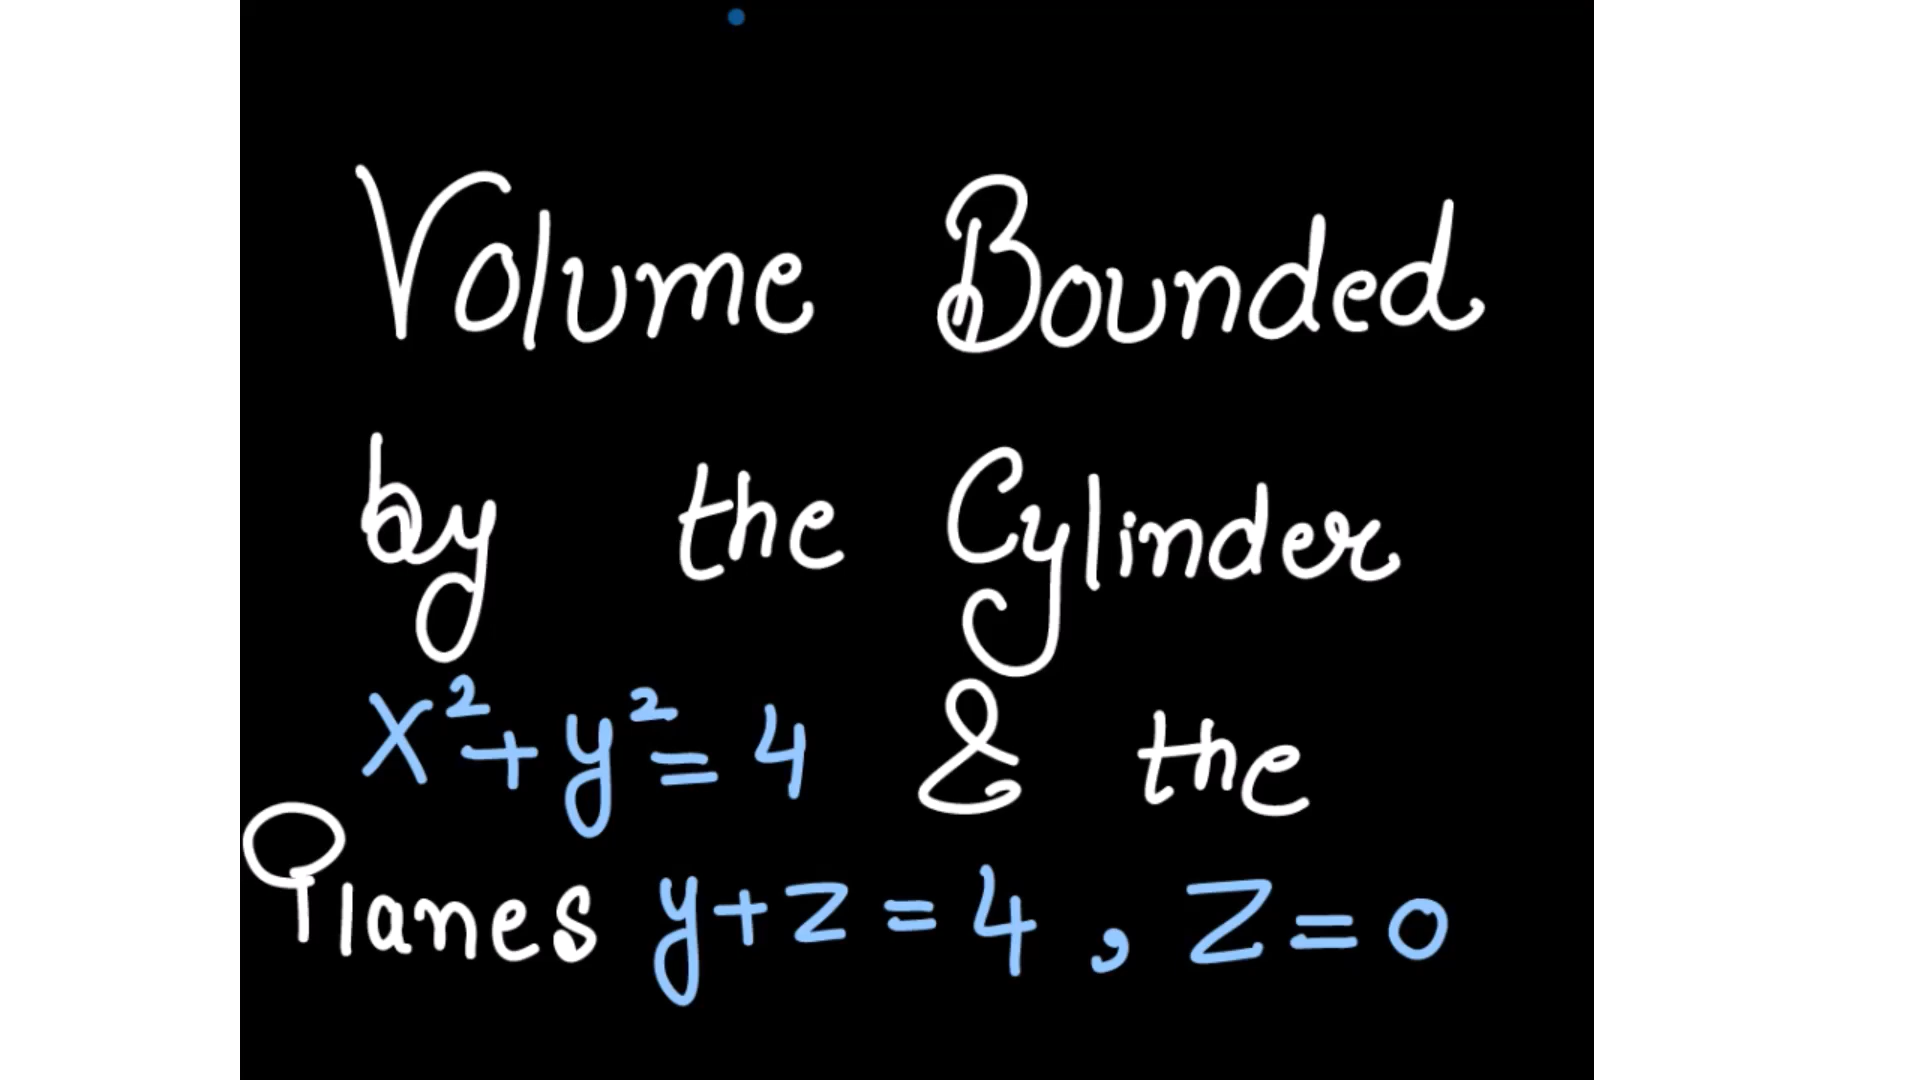 Volume Bounded
by the Cylinder
x²+y²=4 & the
Planes y+z=4, z=0